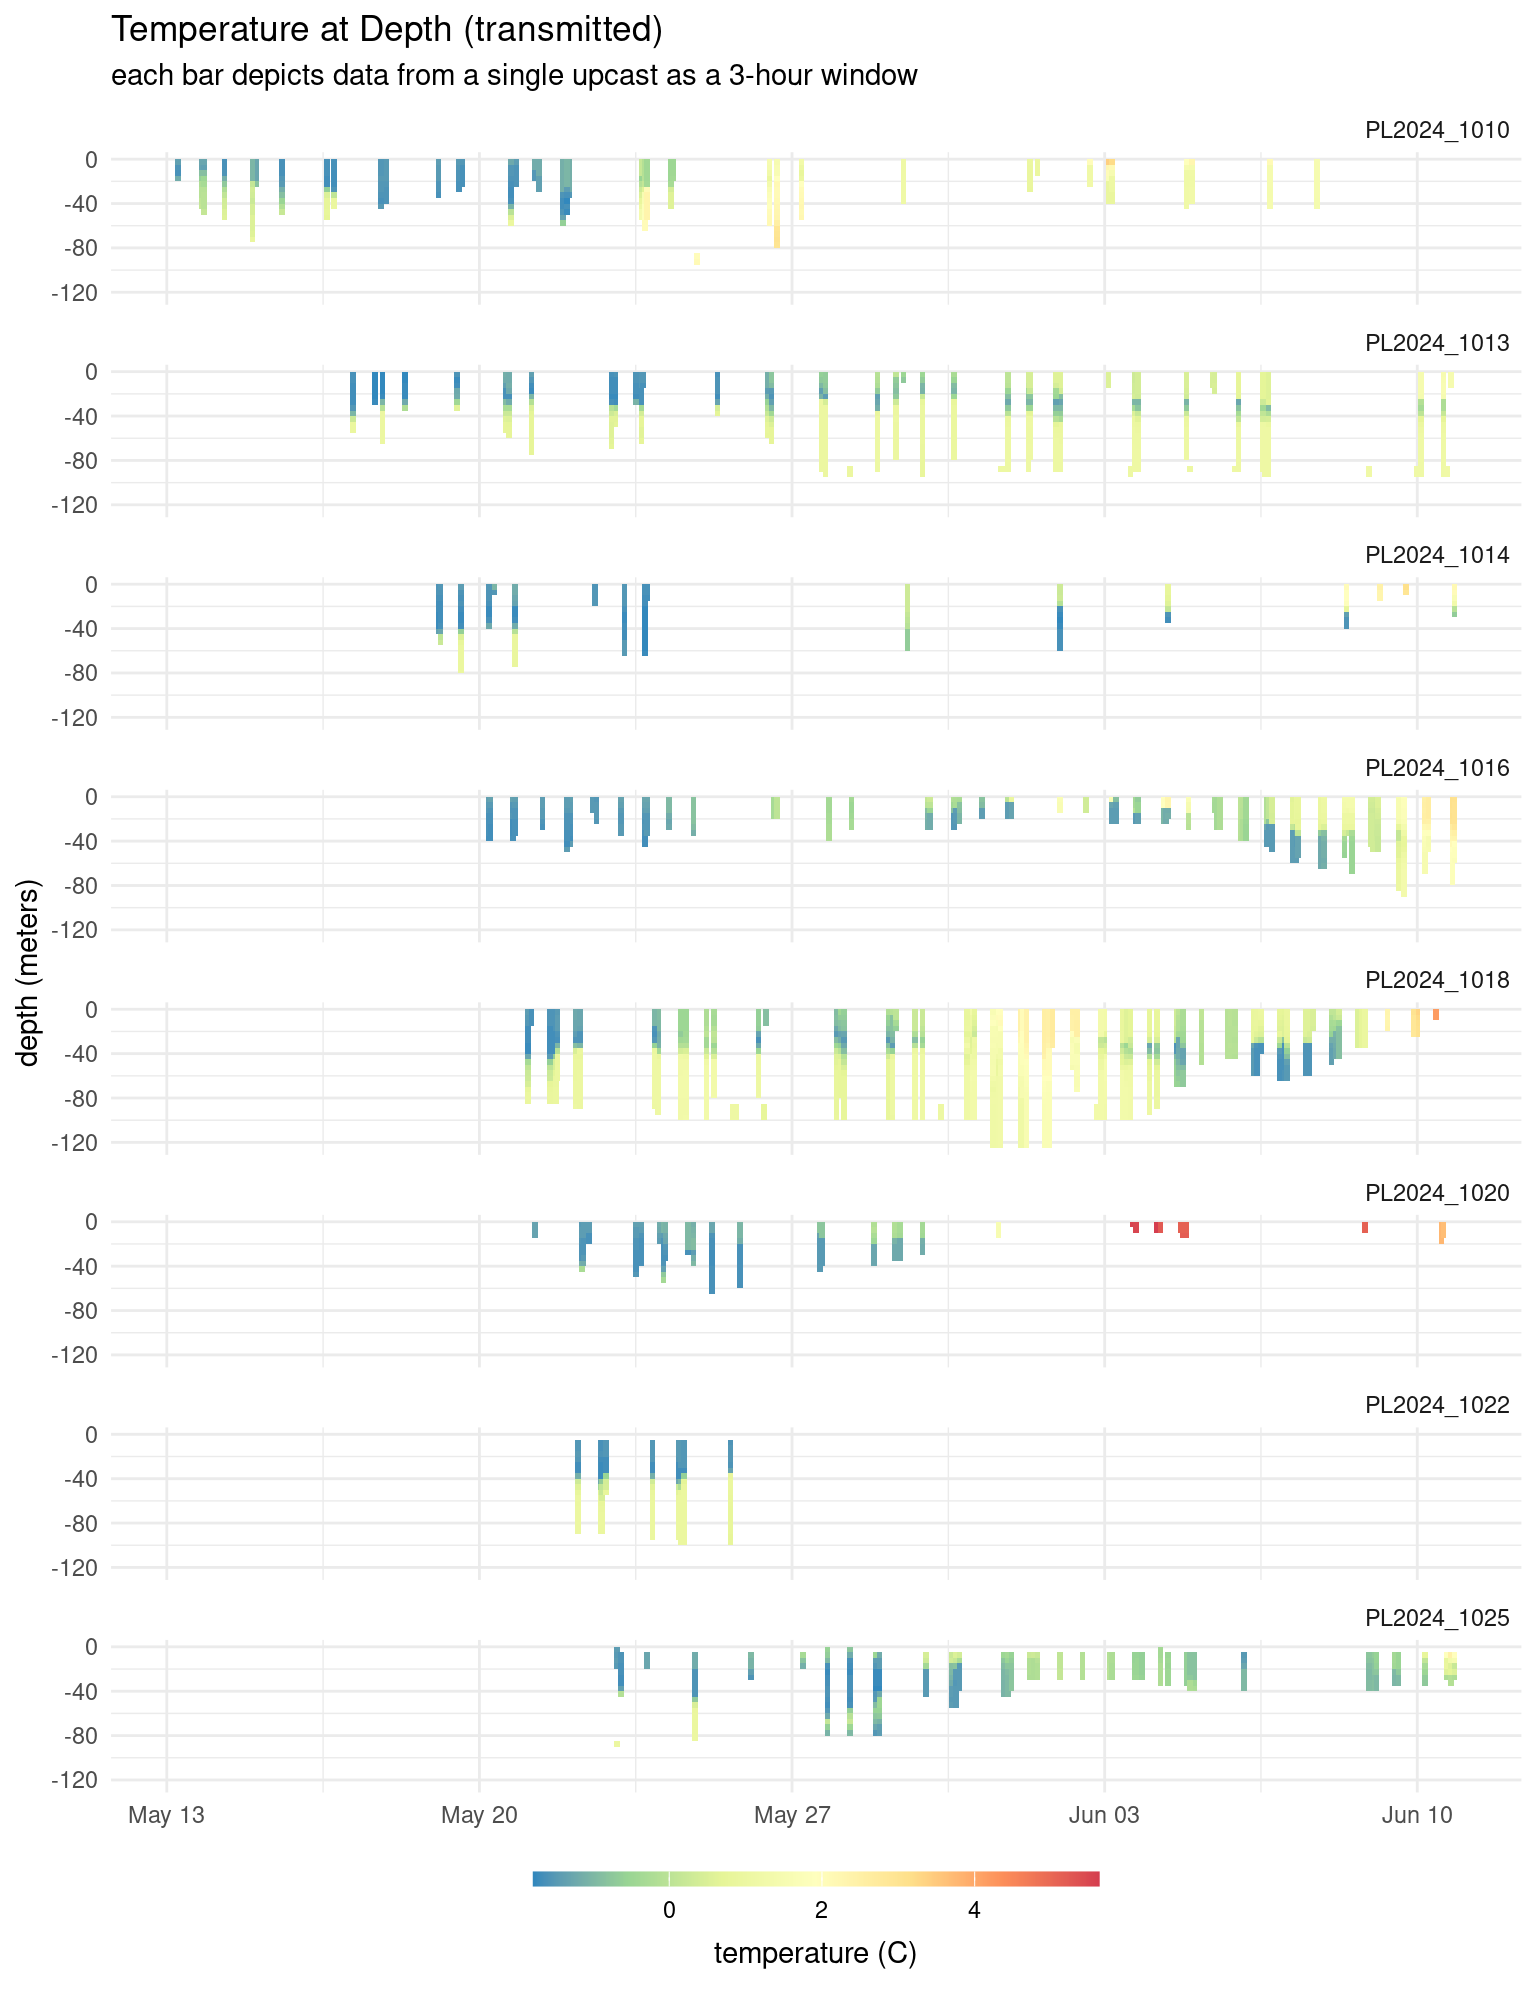 Temperature at Depth (transmitted)
each bar depicts data from a single upcast as a 3-hour window
PL2024_1010
0
-40
-80
-120
PL2024_1013
0
-40
-80
-120
PL2024_1014
0
-40
-80
-120
PL2024_1016
0
-40
-80
-120
depth (meters)
PL2024_1018
0
-40
-80
-120
PL2024_1020
0
-40
-80
-120
PL2024_1022
0
-40
-80
-120
PL2024_1025
0
-40
-80
-120
May 13 May 20 May 27 Jun 03 Jun 10
0 2 4
temperature (C)